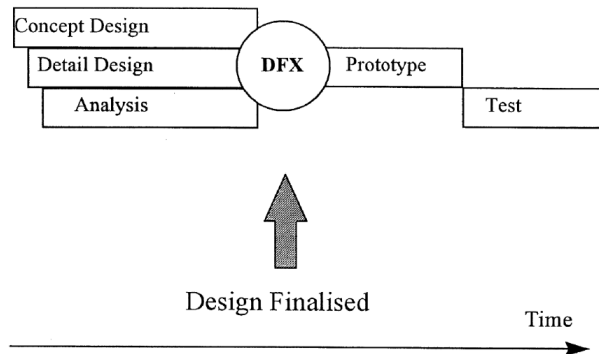 Concept Design
Detail Design
DFX
Prototype
Analysis
Test
Design Finalised
Time